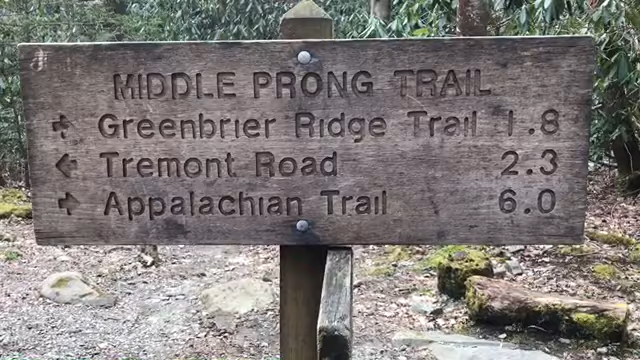 MIDDLE PRONG TRAIL
→ Greenbrier Ridge Trail 1.8
← Tremont Road 2.3
→ Appalachian Trail 6.0